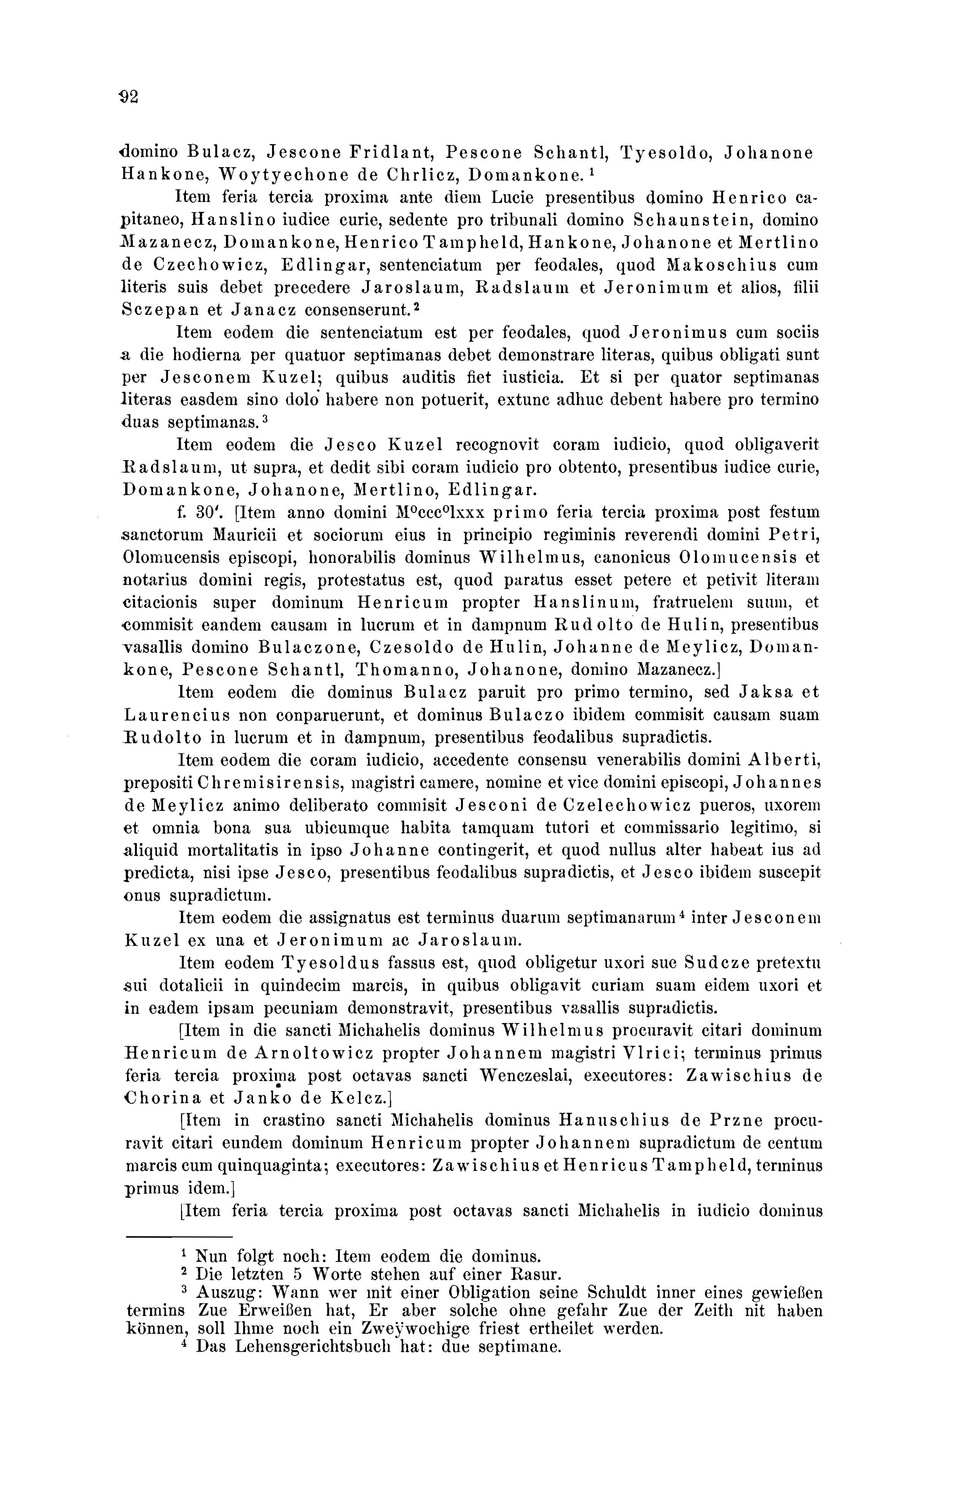 92
domino Bulacz, Jescone Fridlant, Pescone Schantl, Tyesoldo, Johanone
Hankone, Woytyechone de Chrlicz, Domankone. ¹
Item feria tercia proxima ante diem Lucie presentibus domino Henrico ca-
pitaneo, Hanslino iudice curie, sedente pro tribunali domino Schaunstein, domino
Mazanecz, Domankone, Henrico Tampheld, Hankone, Johanone et Mertlino
de Czechowicz, Edlingar, sentenciatum per feodales, quod Makoschius cum
literis suis debet precedere Jaroslaum, Radslaum et Jeronimum et alios, filii
Sczepan et Janacz consenserunt. ²
Item eodem die sentenciatum est per feodales, quod Jeronimus cum sociis
a die hodierna per quatuor septimanas debet demonstrare literas, quibus obligati sunt
per Jesconem Kuzel; quibus auditis fiet iusticia. Et si per quator septimanas
literas easdem sino dolo habere non potuerit, extunc adhuc debent habere pro termino
duas septimanas. ³
Item eodem die Jesco Kuzel recognovit coram iudicio, quod obligaverit
Radslaum, ut supra, et dedit sibi coram iudicio pro obtento, presentibus iudice curie,
Domankone, Johanone, Mertlino, Edlingar.
f. 30'. [Item anno domini M⁰ccc⁰lxxx primo feria tercia proxima post festum
sanctorum Mauricii et sociorum eius in principio regiminis reverendi domini Petri,
Olomucensis episcopi, honorabilis dominus Wilhelmus, canonicus Olomucensis et
notarius domini regis, protestatus est, quod paratus esset petere et petivit literam
citacionis super dominum Henricum propter Hanslinum, fratruelem suum, et
commisit eandem causam in lucrum et in dampnum Rudolto de Hulin, presentibus
vasallis domino Bulaczone, Czesoldo de Hulin, Johanne de Meylicz, Doman-
kone, Pescone Schantl, Thomanno, Johanone, domino Mazanecz.]
Item eodem die dominus Bulacz paruit pro primo termino, sed Jaksa et
Laurencius non conparuerunt, et dominus Bulaczo ibidem commisit causam suam
Rudolto in lucrum et in dampnum, presentibus feodalibus supradictis.
Item eodem die coram iudicio, accedente consensu venerabilis domini Alberti,
prepositi Chremisirensis, magistri camere, nomine et vice domini episcopi, Johannes
de Meylicz animo deliberato commisit Jesconi de Czelechowicz pueros, uxorem
et omnia bona sua ubicumque habita tamquam tutori et commissario legitimo, si
aliquid mortalitatis in ipso Johanne contingerit, et quod nullus alter habeat ius ad
predicta, nisi ipse Jesco, presentibus feodalibus supradictis, et Jesco ibidem suscepit
onus supradictum.
Item eodem die assignatus est terminus duarum septimanarum ⁴ inter Jesconem
Kuzel ex una et Jeronimum ac Jaroslaum.
Item eodem Tyesoldus fassus est, quod obligetur uxori sue Sudcze pretextu
sui dotalicii in quindecim marcis, in quibus obligavit curiam suam eidem uxori et
in eadem ipsam pecuniam demonstravit, presentibus vasallis supradictis.
[Item in die sancti Michahelis dominus Wilhelmus procuravit citari dominum
Henricum de Arnoltowicz propter Johannem magistri Vlrici; terminus primus
feria tercia proxima post octavas sancti Wenczeslai, executores: Zawischius de
Chorina et Janko de Kelcz.]
[Item in crastino sancti Michahelis dominus Hanuschius de Przne procu-
ravit citari eundem dominum Henricum propter Johannem supradictum de centum
marcis cum quinquaginta; executores: Zawischius et Henricus Tampheld, terminus
primus idem.]
[Item feria tercia proxima post octavas sancti Michahelis in iudicio dominus
¹ Nun folgt noch: Item eodem die dominus.
² Die letzten 5 Worte stehen auf einer Rasur.
³ Auszug: Wann wer mit einer Obligation seine Schuldt inner eines gewießen
termins Zue Erweißen hat, Er aber solche ohne gefahr Zue der Zeith nit haben
können, soll Ihme noch ein Zweÿwochige friest ertheilet werden.
⁴ Das Lehensgerichtsbuch hat: due septimane.